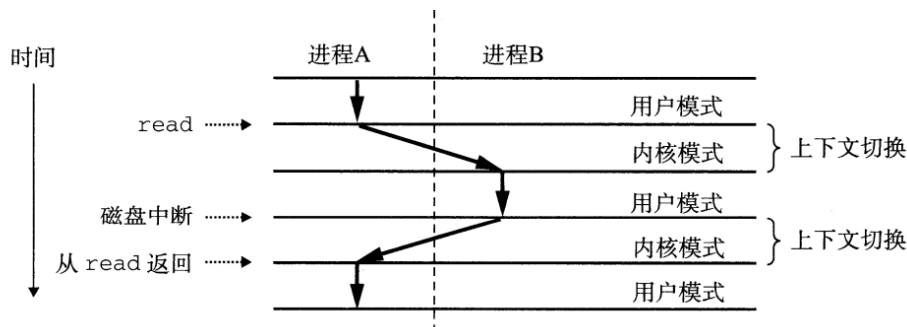 时间
进程A 进程B
用户模式
read
内核模式 上下文切换
用户模式
磁盘中断
内核模式 上下文切换
从 read 返回
用户模式